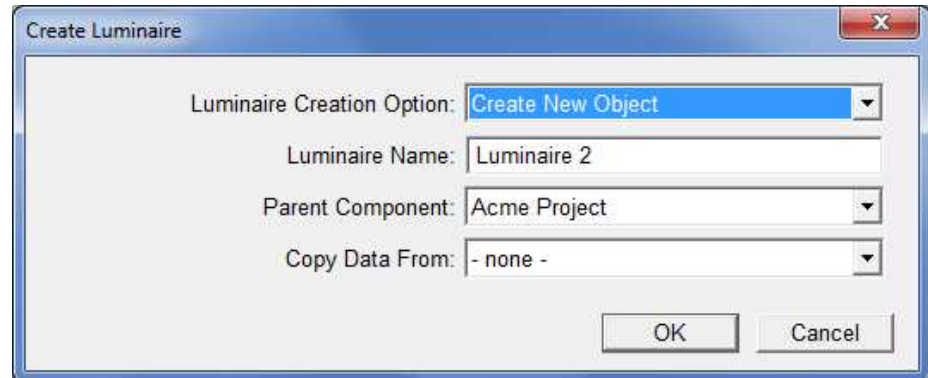 Create Luminaire
Luminaire Creation Option: Create New Object
Luminaire Name: Luminaire 2
Parent Component: Acme Project
Copy Data From: - none -
OK Cancel